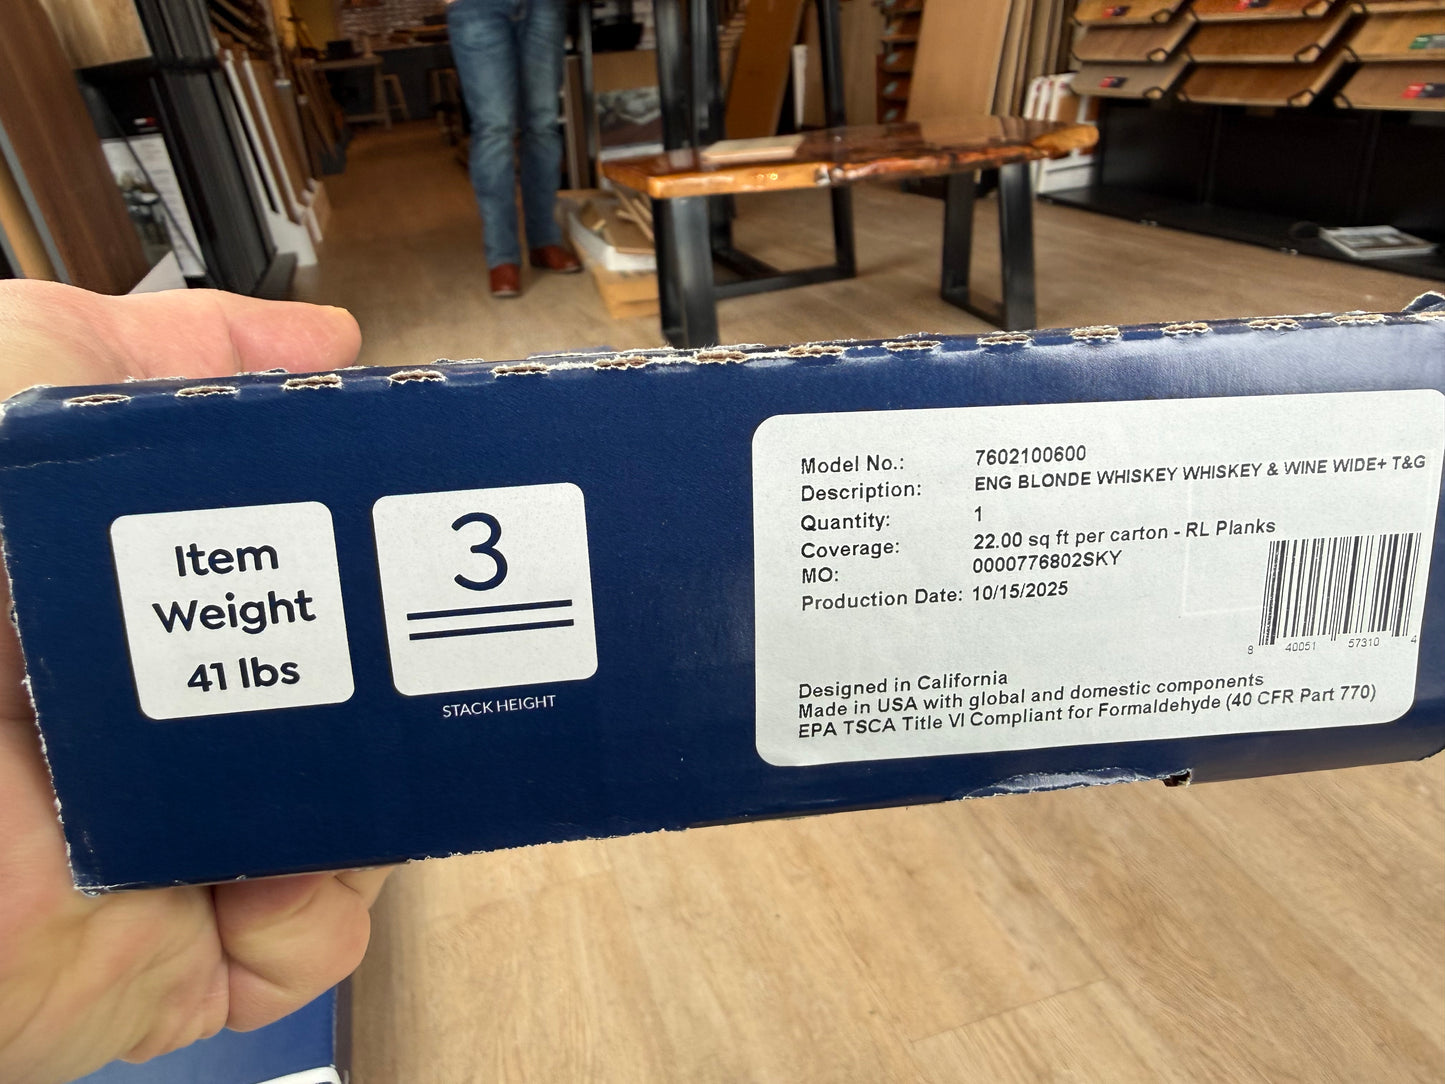 Item
Weight
41 lbs
3
STACK HEIGHT
Model No.: 7602100600
Description: ENG BLONDE WHISKEY WHISKEY & WINE WIDE+ T&G
Quantity: 1
Coverage: 22.00 sq ft per carton - RL Planks
MO: 0000776802SKY
Production Date: 10/15/2025
8 40051 57310 4
Designed in California
Made in USA with global and domestic components
EPA TSCA Title VI Compliant for Formaldehyde (40 CFR Part 770)